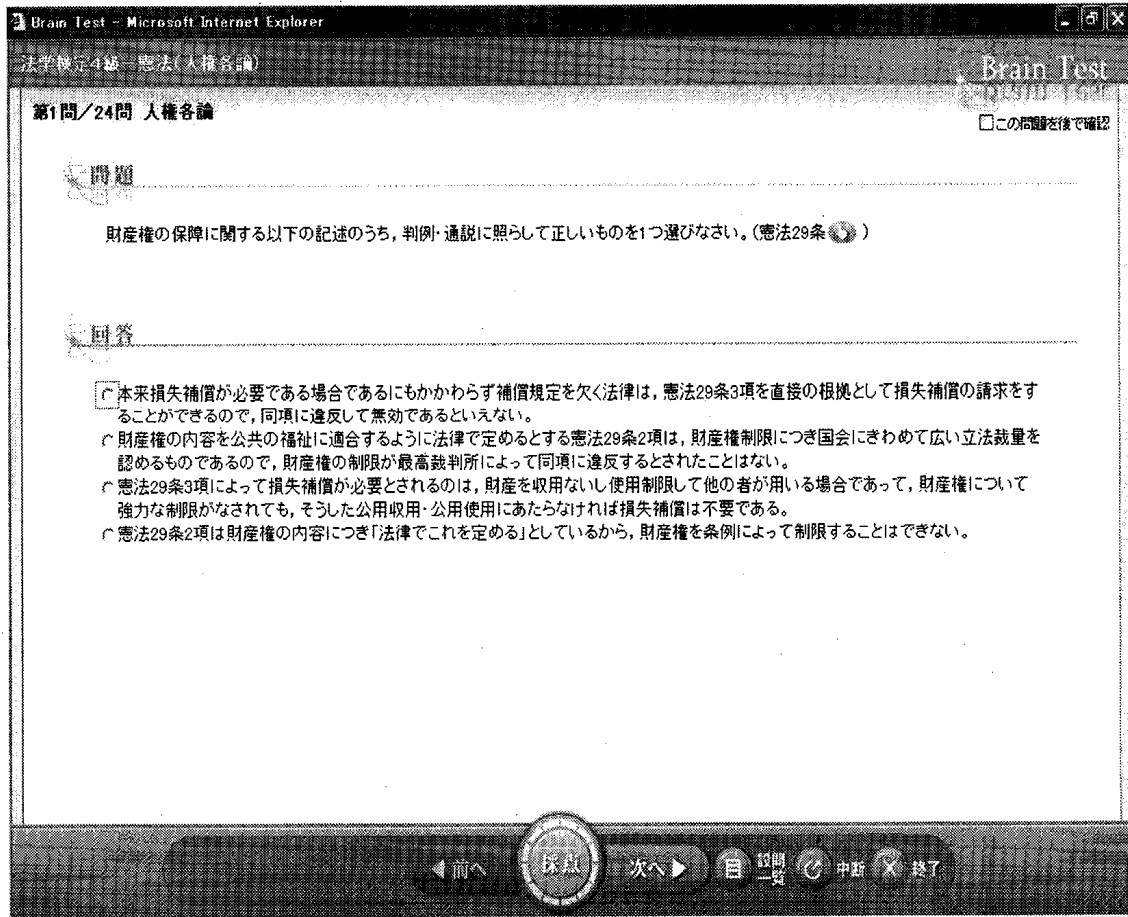 Brain Test - Microsoft Internet Explorer
法学検定4級－憲法(人権各論)
Brain Test
第1問／24問 人権各論
□この問題を後で確認
問題
財産権の保障に関する以下の記述のうち，判例・通説に照らして正しいものを1つ選びなさい。(憲法29条 )
回答
本来損失補償が必要である場合であるにもかかわらず補償規定を欠く法律は，憲法29条3項を直接の根拠として損失補償の請求をす
ることができるので，同項に違反して無効であるといえない。
財産権の内容を公共の福祉に適合するように法律で定めるとする憲法29条2項は，財産権制限につき国会にきわめて広い立法裁量を
認めるものであるので，財産権の制限が最高裁判所によって同項に違反するとされたことはない。
憲法29条3項によって損失補償が必要とされるのは，財産を収用ないし使用制限して他の者が用いる場合であって，財産権について
強力な制限がなされても，そうした公用収用・公用使用にあたらなければ損失補償は不要である。
憲法29条2項は財産権の内容につき「法律でこれを定める」としているから，財産権を条例によって制限することはできない。
前へ 採点 次へ 設問一覧 中断 終了